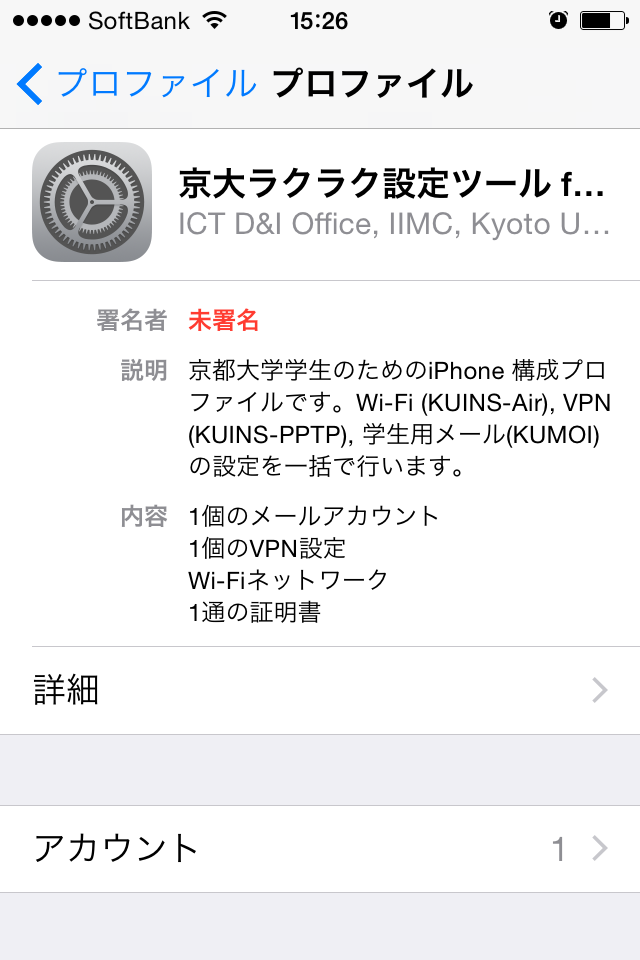 SoftBank 15:26
プロファイル プロファイル
京大ラクラク設定ツール f...
ICT D&I Office, IIMC, Kyoto U...
署名者 未署名
説明 京都大学学生のためのiPhone 構成プロ
ファイルです。Wi-Fi (KUINS-Air), VPN
(KUINS-PPTP), 学生用メール(KUMOI)
の設定を一括で行います。
内容 1個のメールアカウント
1個のVPN設定
Wi-Fiネットワーク
1通の証明書
詳細
アカウント 1